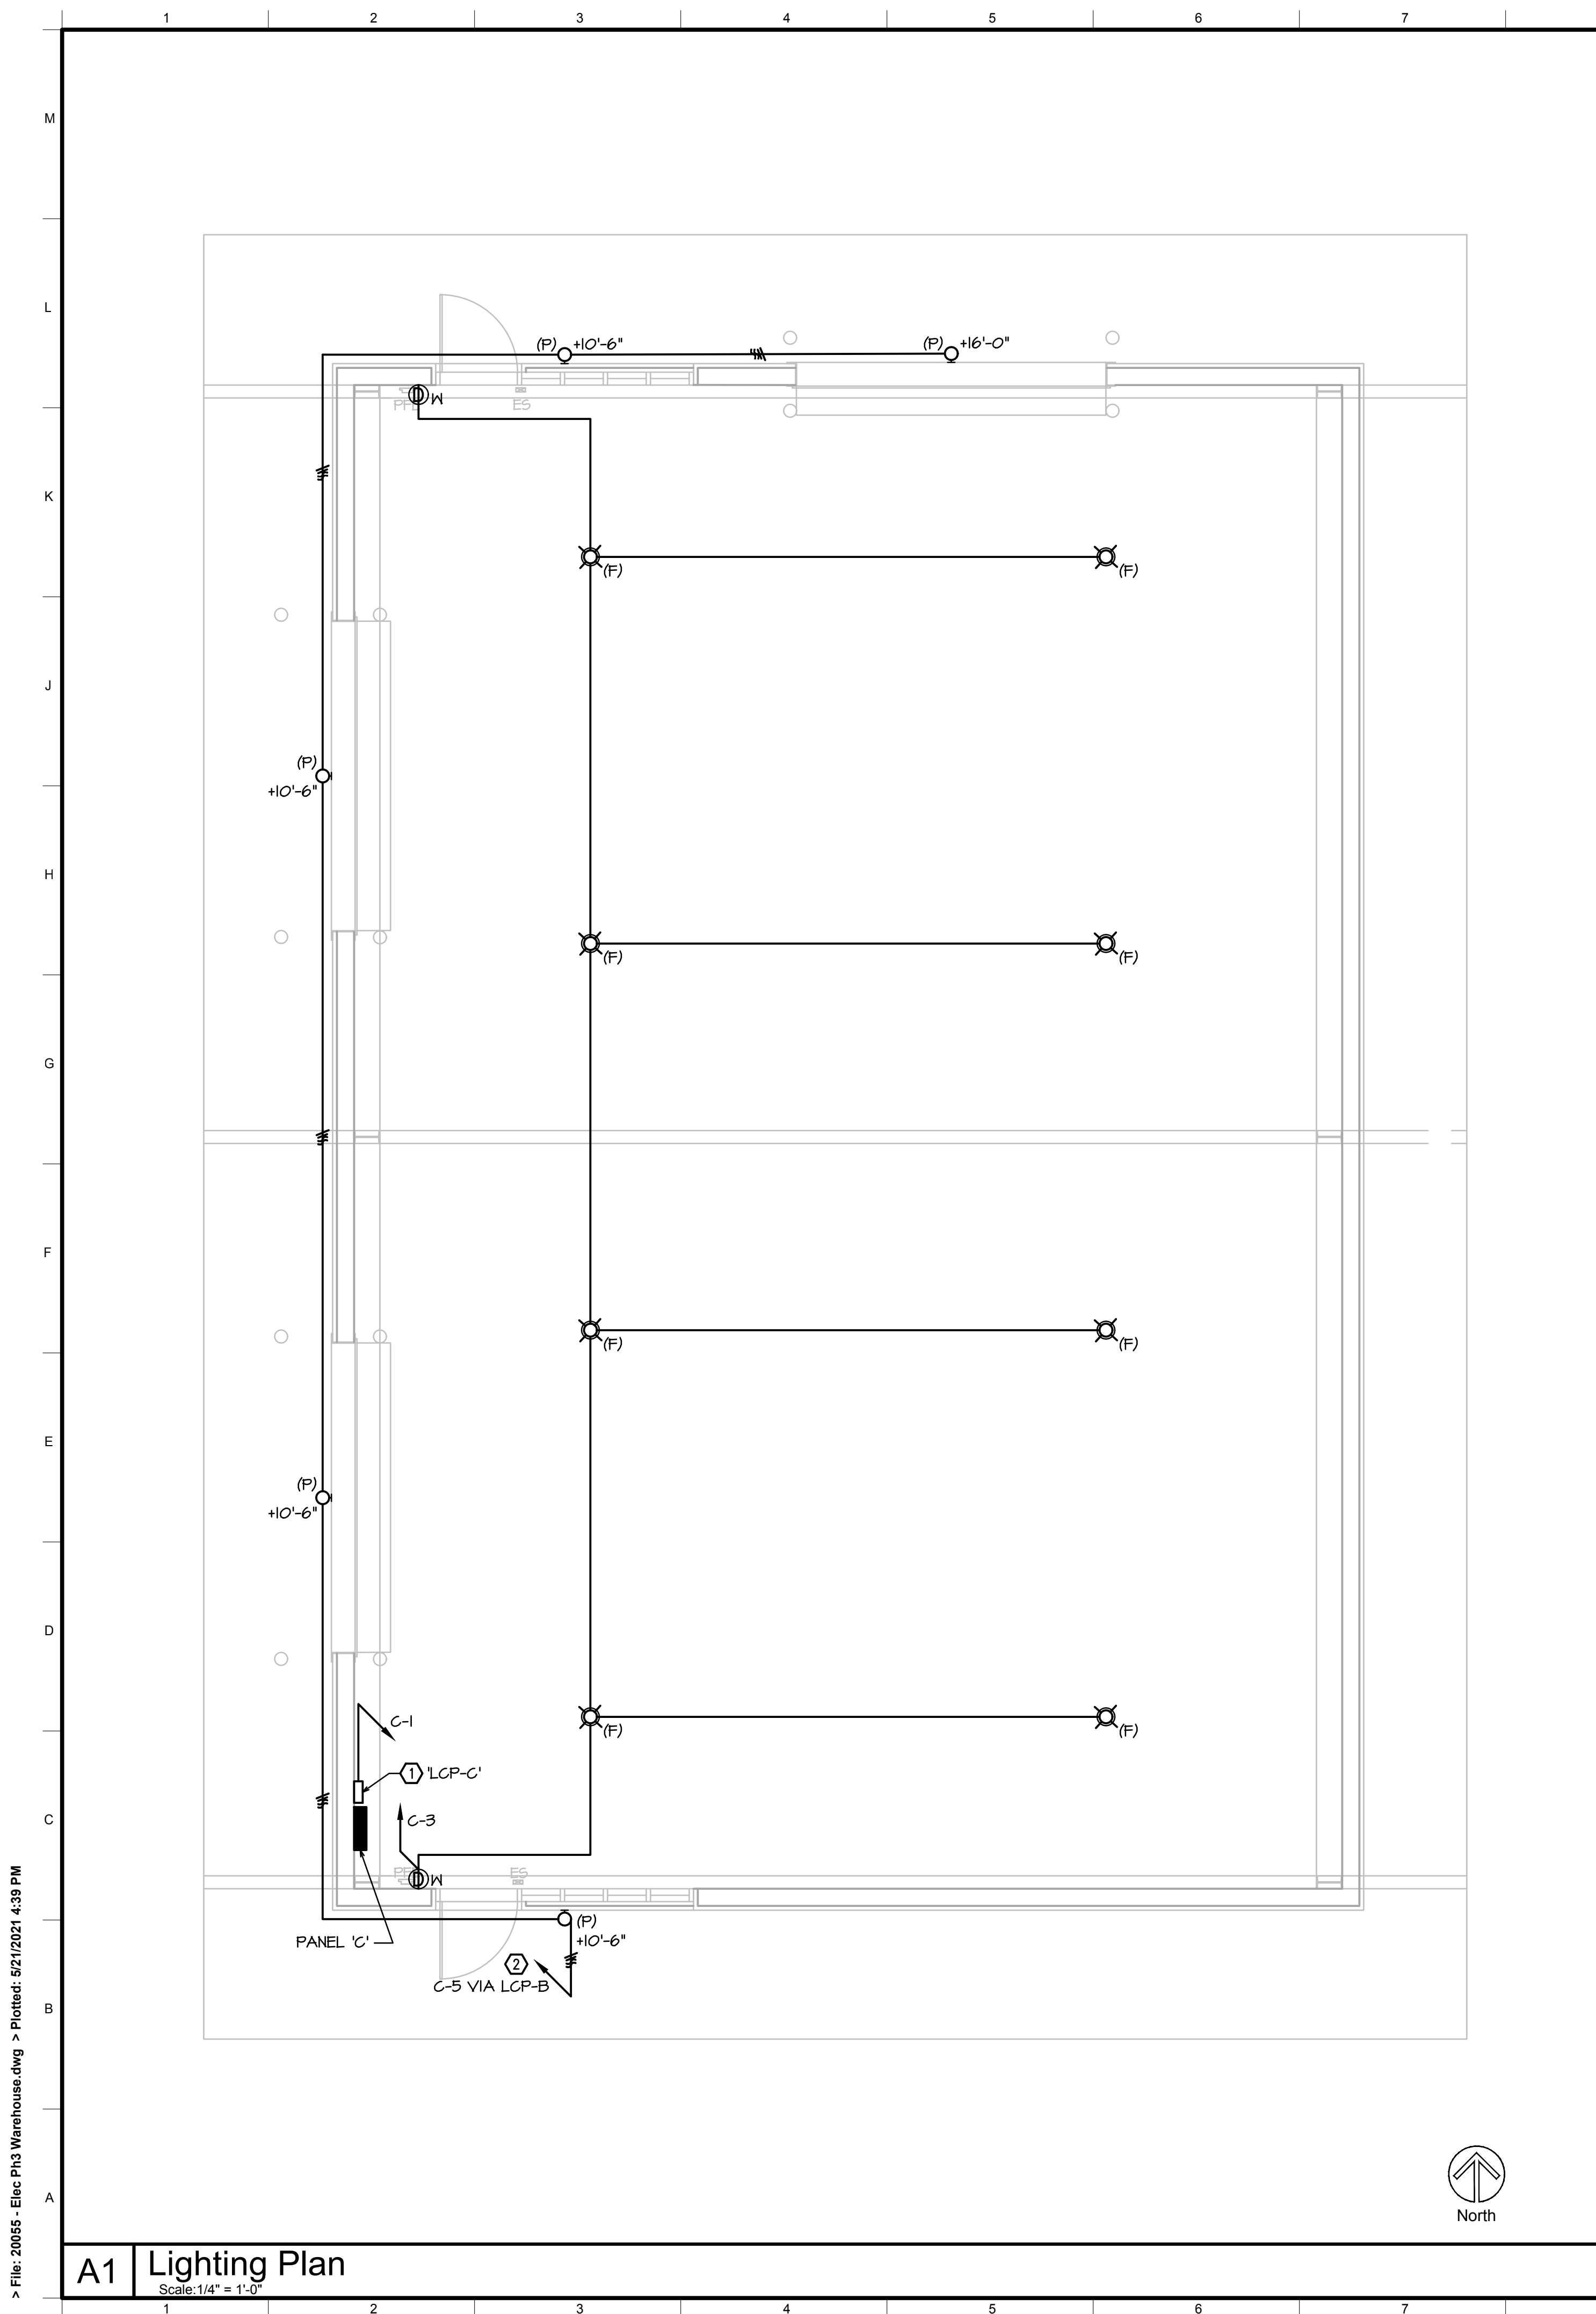 1 2 3 4 5 6 7
M
L
(P) +10'-6" (P) +16'-0"
PFE W ES
K
(F) (F)
J
(P)
+10'-6"
H
(F) (F)
G
F
(F) (F)
E
(P)
+10'-6"
D
C-1
(F) (F)
1 'LCP-C'
C
C-3
W ES
PANEL 'C'
(P)
+10'-6"
2
C-5 VIA LCP-B
B
A
North
A1 Lighting Plan
Scale:1/4" = 1'-0"
1 2 3 4 5 6 7
> File: 20055 - Elec Ph3 Warehouse.dwg > Plotted: 5/21/2021 4:39 PM